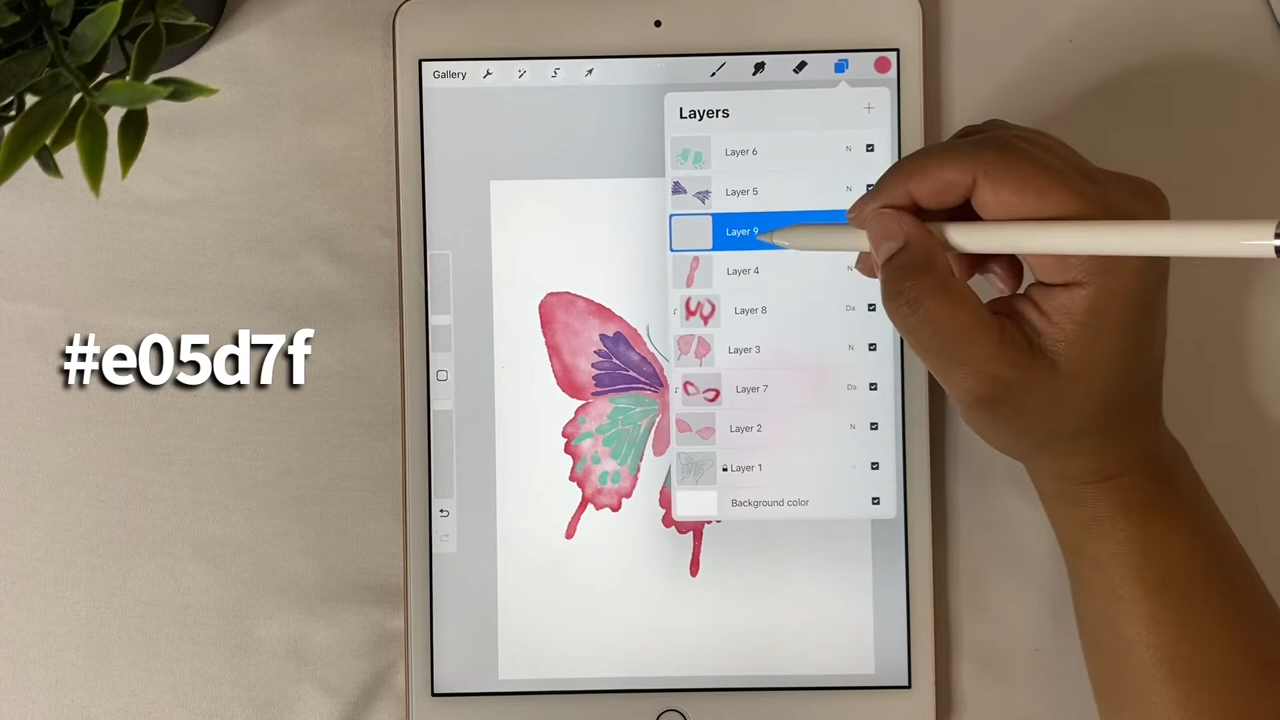 Gallery
Layers
Layer 6 N
Layer 5 N
Layer 9
Layer 4 N
Layer 8 Da
Layer 3 N
Layer 7 Da
Layer 2 N
Layer 1
Background color
#e05d7f